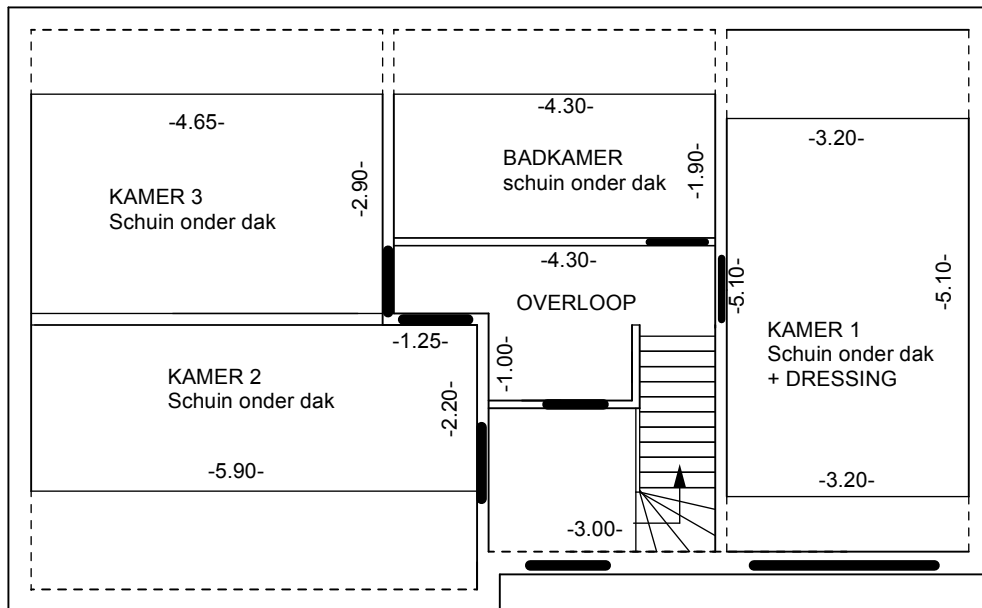 -4.65-
-2.90-
KAMER 3
Schuin onder dak
-4.30-
BADKAMER
schuin onder dak
-1.90-
-3.20-
-5.10-
-5.10-
KAMER 1
Schuin onder dak
+ DRESSING
-3.20-
-4.30-
OVERLOOP
-1.25-
-1.00-
KAMER 2
Schuin onder dak
-2.20-
-5.90-
-3.00-